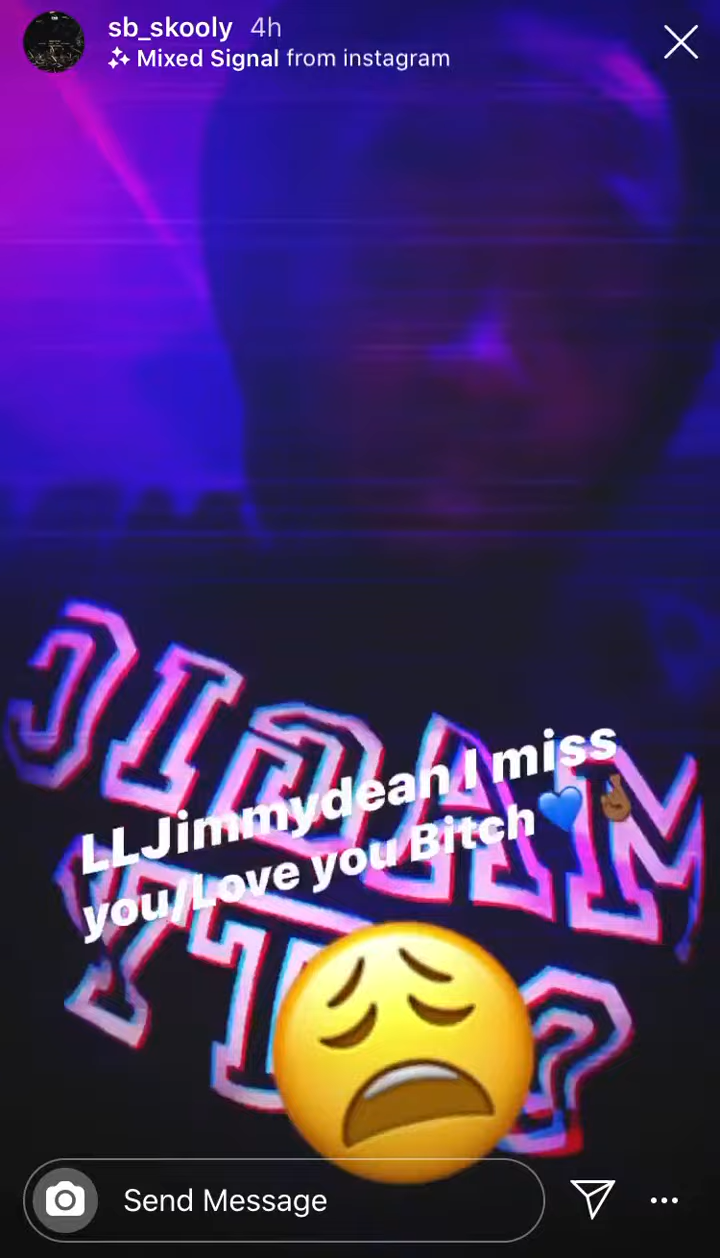 sb_skooly 4h
Mixed Signal from instagram
LLJimmydean I miss
you/Love you Bitch💙🤞🏾
Send Message